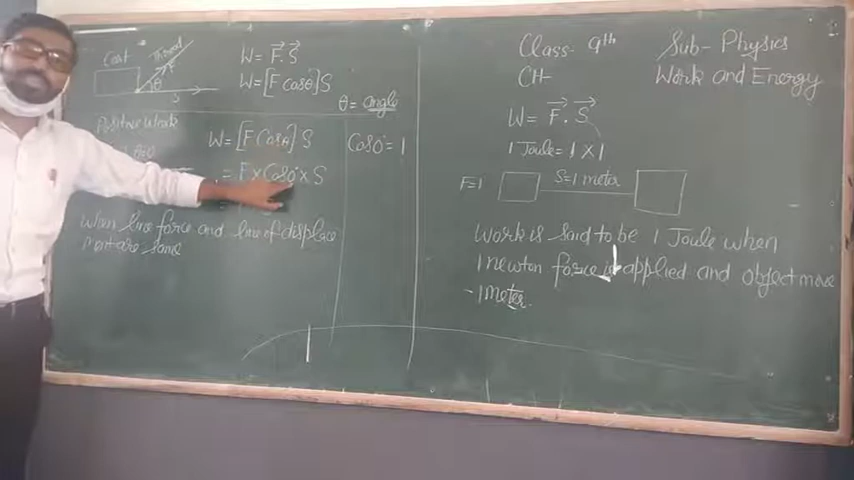 Coat
Thread
F
θ
S
W = F⃗.S⃗
W = [F cosθ] S
θ = angle
Positive Work
W = [F Cosθ] S
Cos0° = 1
= F × Cos0° × S
When line force and line of displace
ment are same
Class- 9th
Sub- Physics
CH-
Work and Energy
W = F⃗ . S⃗
1 Joule = 1 × 1
F=1
S=1 meter
Work is said to be 1 Joule when
1 newton force is applied and object move
- 1 meter.